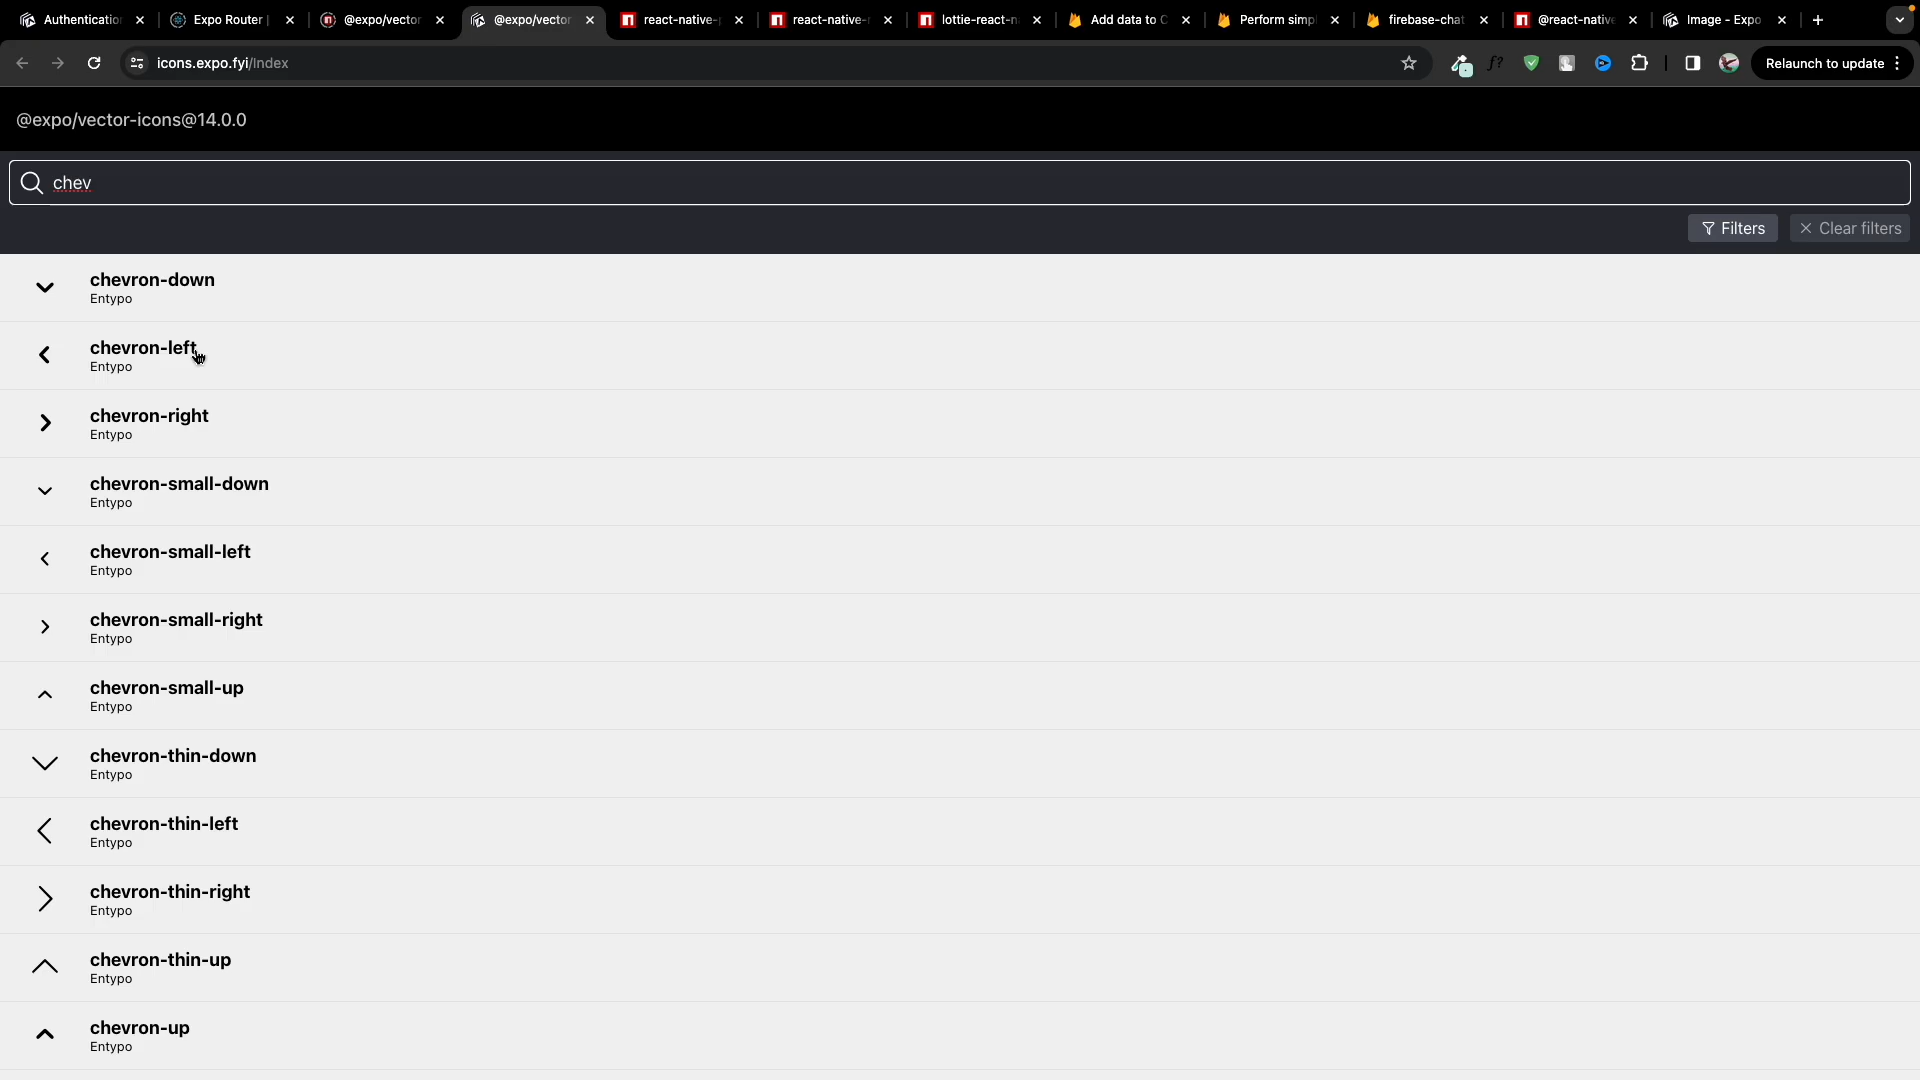 Authentication
Expo Router |
@expo/vector
@expo/vector
react-native-
react-native-
lottie-react-n
Add data to C
Perform simpl
firebase-chat
@react-native
Image - Expo
icons.expo.fyi/Index
f?
Relaunch to update
@expo/vector-icons@14.0.0
chev
Filters
Clear filters
chevron-down
Entypo
chevron-left
Entypo
chevron-right
Entypo
chevron-small-down
Entypo
chevron-small-left
Entypo
chevron-small-right
Entypo
chevron-small-up
Entypo
chevron-thin-down
Entypo
chevron-thin-left
Entypo
chevron-thin-right
Entypo
chevron-thin-up
Entypo
chevron-up
Entypo